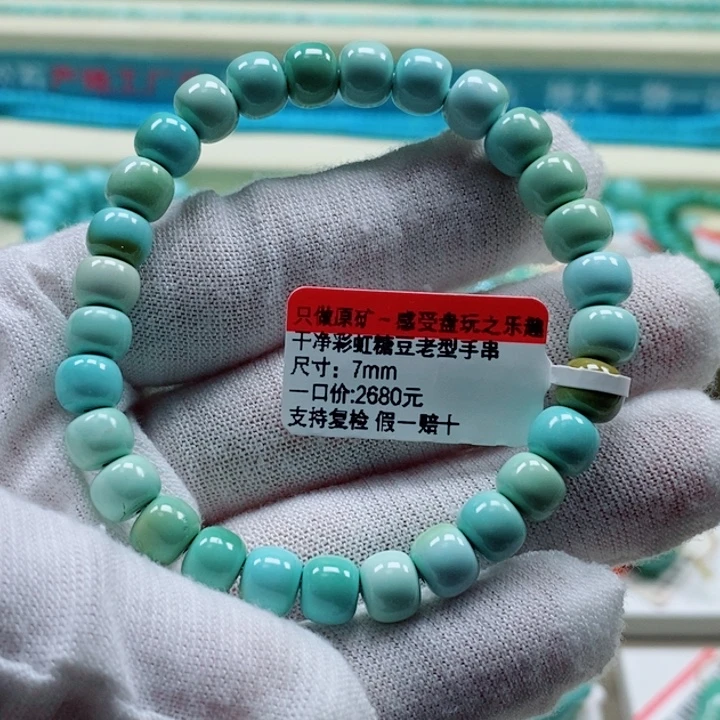 只做原矿－感受盘玩之乐趣
干净彩虹糖豆老型手串
尺寸：7mm
一口价:2680元
支持复检 假一赔十